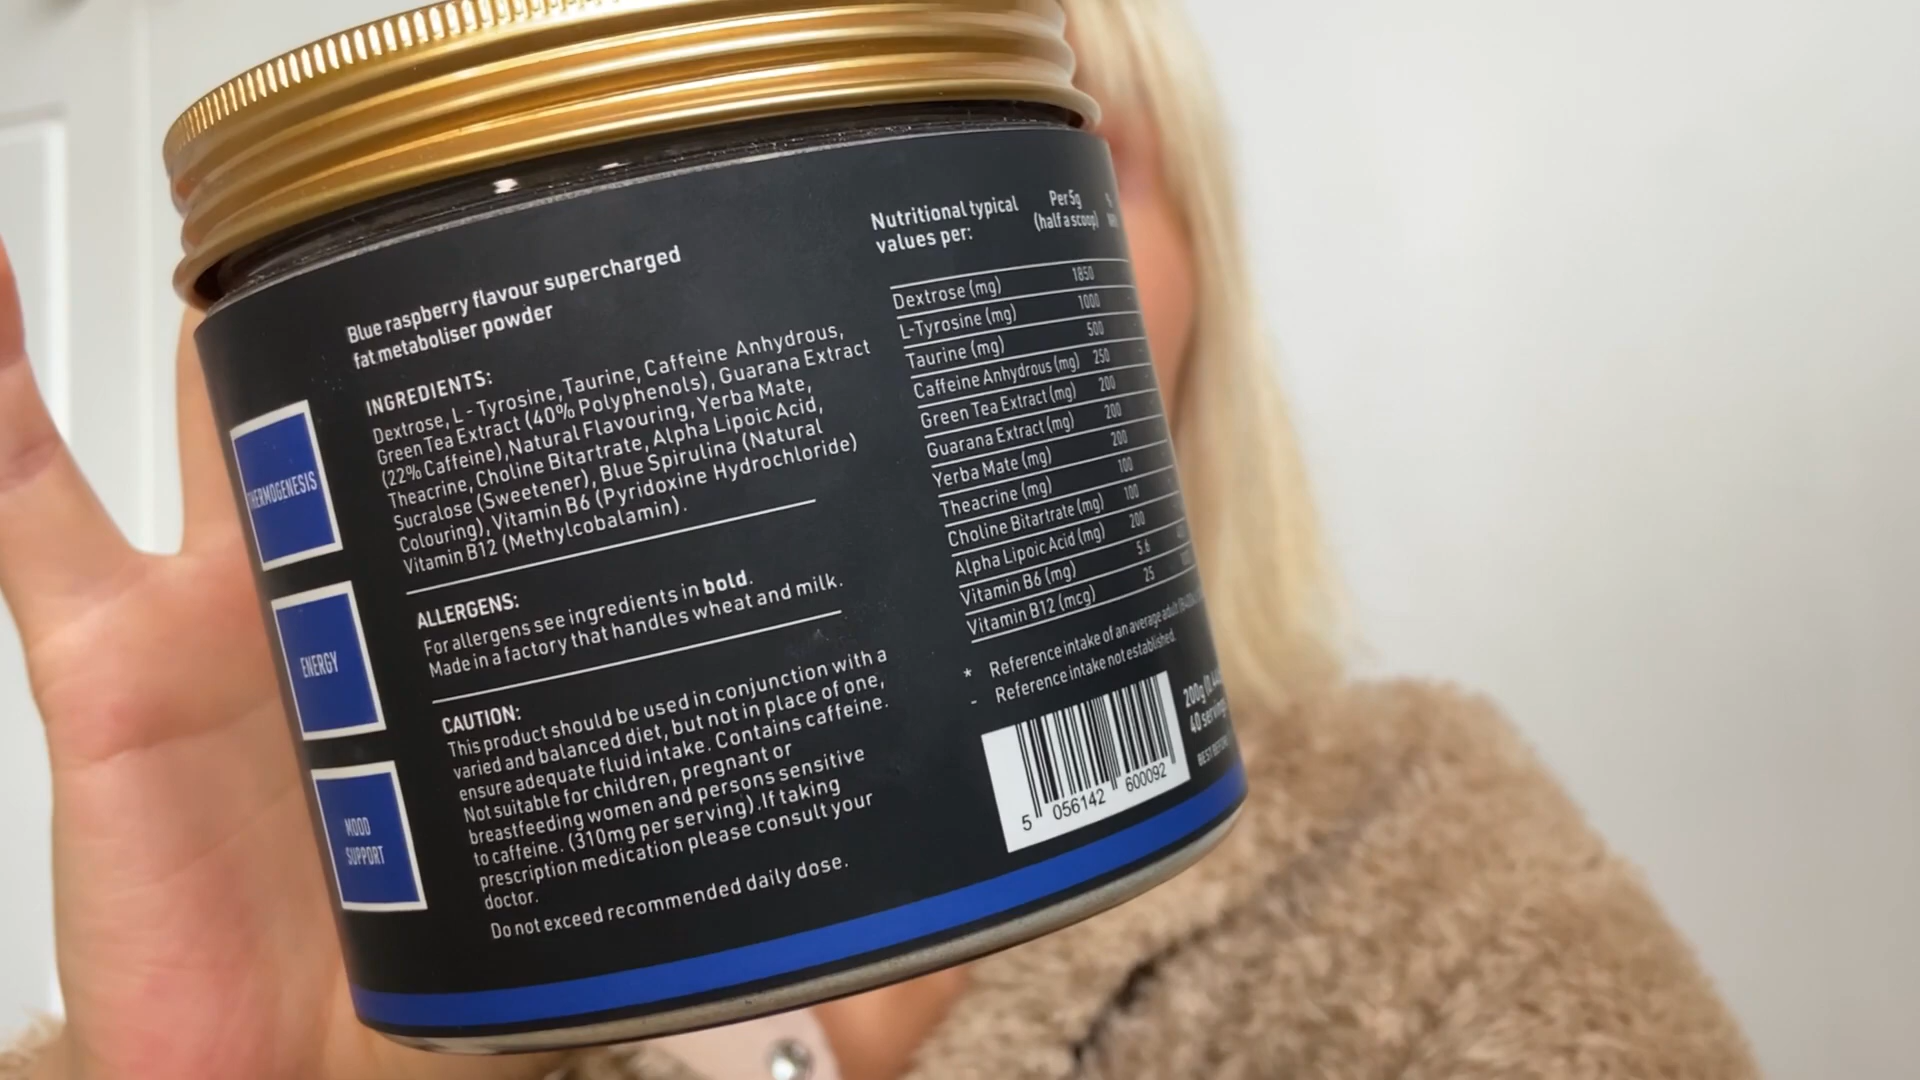 Blue raspberry flavour supercharged
fat metaboliser powder
INGREDIENTS:
Dextrose, L - Tyrosine, Taurine, Caffeine Anhydrous,
Green Tea Extract (40% Polyphenols), Guarana Extract
(22% Caffeine), Natural Flavouring, Yerba Mate,
Theacrine, Choline Bitartrate, Alpha Lipoic Acid,
Sucralose (Sweetener), Blue Spirulina (Natural
Colouring), Vitamin B6 (Pyridoxine Hydrochloride)
Vitamin B12 (Methylcobalamin).
ALLERGENS:
For allergens see ingredients in bold.
Made in a factory that handles wheat and milk.
CAUTION:
This product should be used in conjunction with a
varied and balanced diet, but not in place of one,
ensure adequate fluid intake. Contains caffeine.
Not suitable for children, pregnant or
breastfeeding women and persons sensitive
to caffeine. (310mg per serving) .If taking
prescription medication please consult your
doctor.
Do not exceed recommended daily dose.
THERMOGENESIS
ENERGY
MOOD
SUPPORT
Nutritional typical values per: Per 5g (half a scoop) %
Dextrose (mg) 1850
L-Tyrosine (mg) 1000
Taurine (mg) 500
Caffeine Anhydrous (mg) 250
Green Tea Extract (mg) 200
Guarana Extract (mg) 200
Yerba Mate (mg) 200
Theacrine (mg) 100
Choline Bitartrate (mg) 100
Alpha Lipoic Acid (mg) 200
Vitamin B6 (mg) 5.6
Vitamin B12 (mcg) 25
* Reference intake of an average adult
- Reference intake not established.
5 056142 600092
200g
40 servings
BEST BEFORE